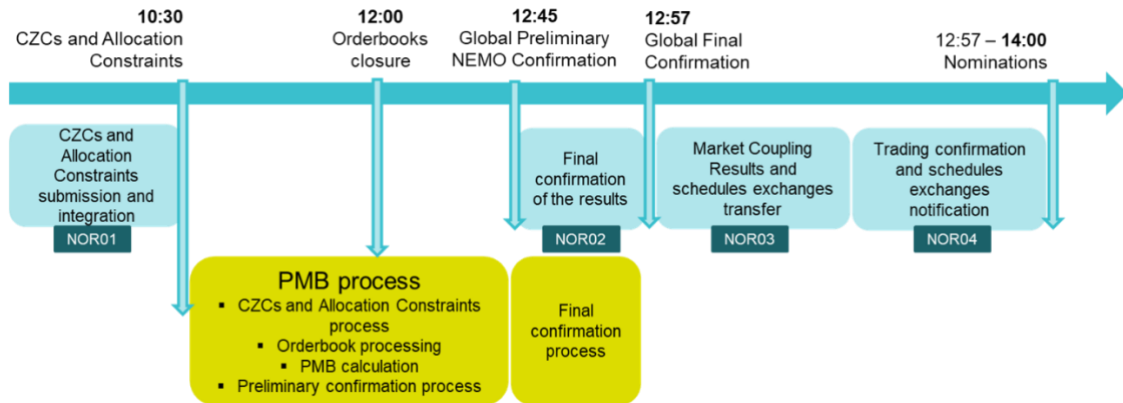 10:30
CZCs and Allocation
Constraints
12:00
Orderbooks
closure
12:45
Global Preliminary
NEMO Confirmation
12:57
Global Final
Confirmation
12:57 – 14:00
Nominations
CZCs and
Allocation
Constraints
submission and
integration
NOR01
Final
confirmation
of the results
NOR02
Market Coupling
Results and
schedules exchanges
transfer
NOR03
Trading confirmation
and schedules
exchanges
notification
NOR04
PMB process
▪ CZCs and Allocation Constraints
process
▪ Orderbook processing
▪ PMB calculation
▪ Preliminary confirmation process
Final
confirmation
process